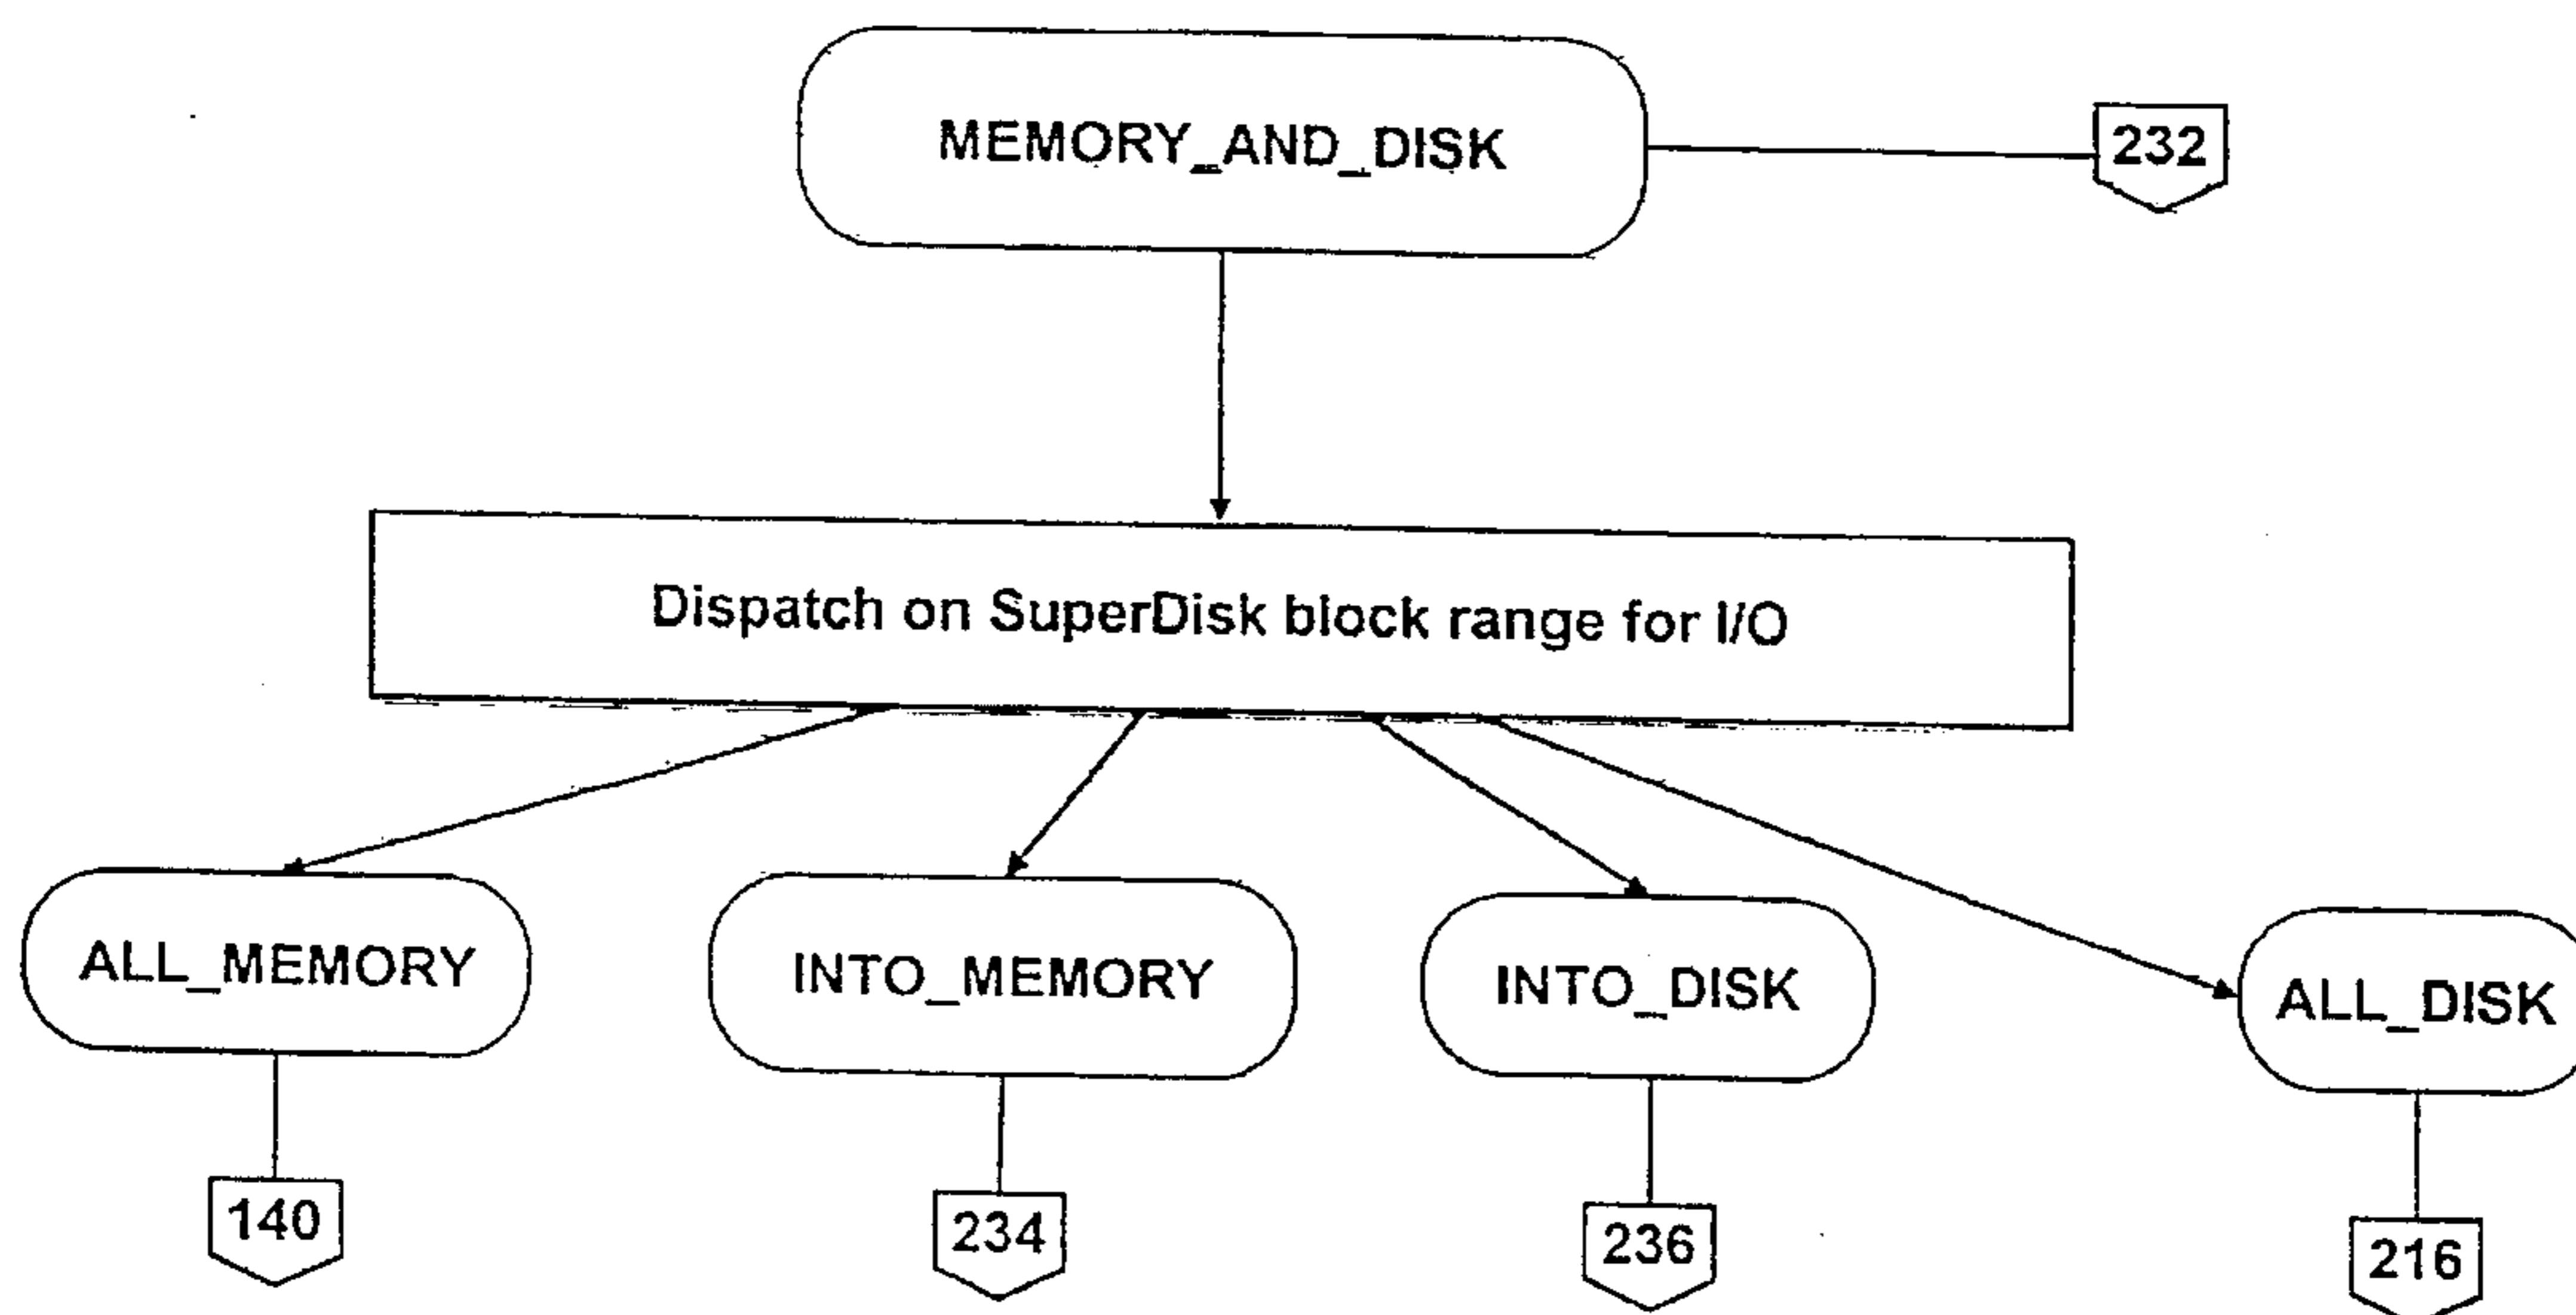 MEMORY_AND_DISK
232
Dispatch on SuperDisk block range for I/O
ALL_MEMORY
INTO_MEMORY
INTO_DISK
ALL_DISK
140
234
236
216